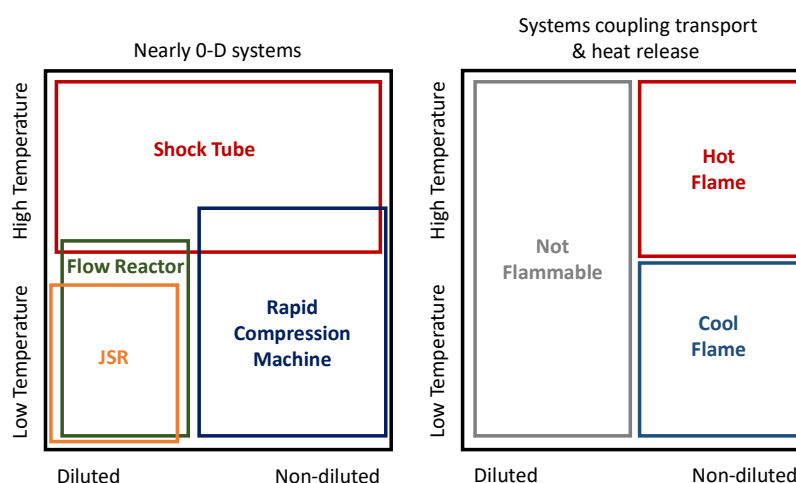 Nearly 0-D systems
High Temperature
Low Temperature
Shock Tube
Flow Reactor
JSR
Rapid
Compression
Machine
Diluted
Non-diluted
Systems coupling transport
& heat release
High Temperature
Low Temperature
Not
Flammable
Hot
Flame
Cool
Flame
Diluted
Non-diluted